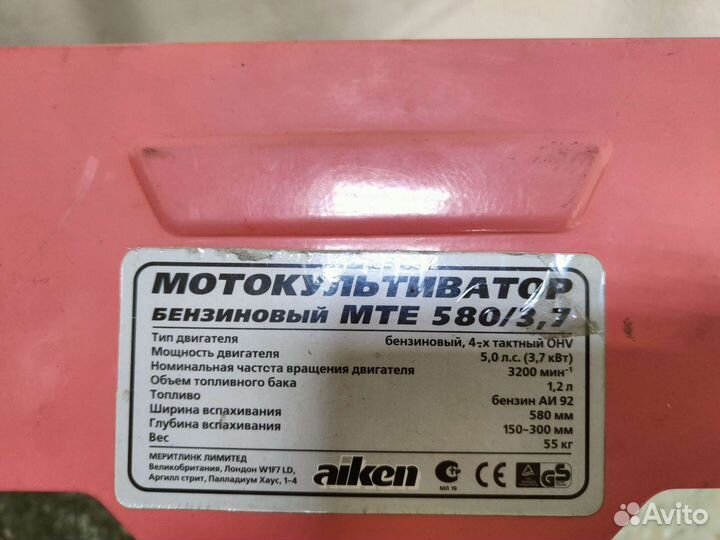 МОТОКУЛЬТИВАТОР
БЕНЗИНОВЫЙ МТЕ 580/3,7
Тип двигателя бензиновый, 4-х тактный OHV
Мощность двигателя 5,0 л.с. (3,7 кВт)
Номинальная частота вращения двигателя 3200 мин⁻¹
Объем топливного бака 1,2 л
Топливо бензин АИ 92
Ширина вспахивания 580 мм
Глубина вспахивания 150-300 мм
Вес 55 кг
МЕРИТЛИНК ЛИМИТЕД
Великобритания, Лондон W1F7 LD,
Аргилл стрит, Палладиум Хаус, 1-4
aiken
МЛ 19
CE
GS
Avito